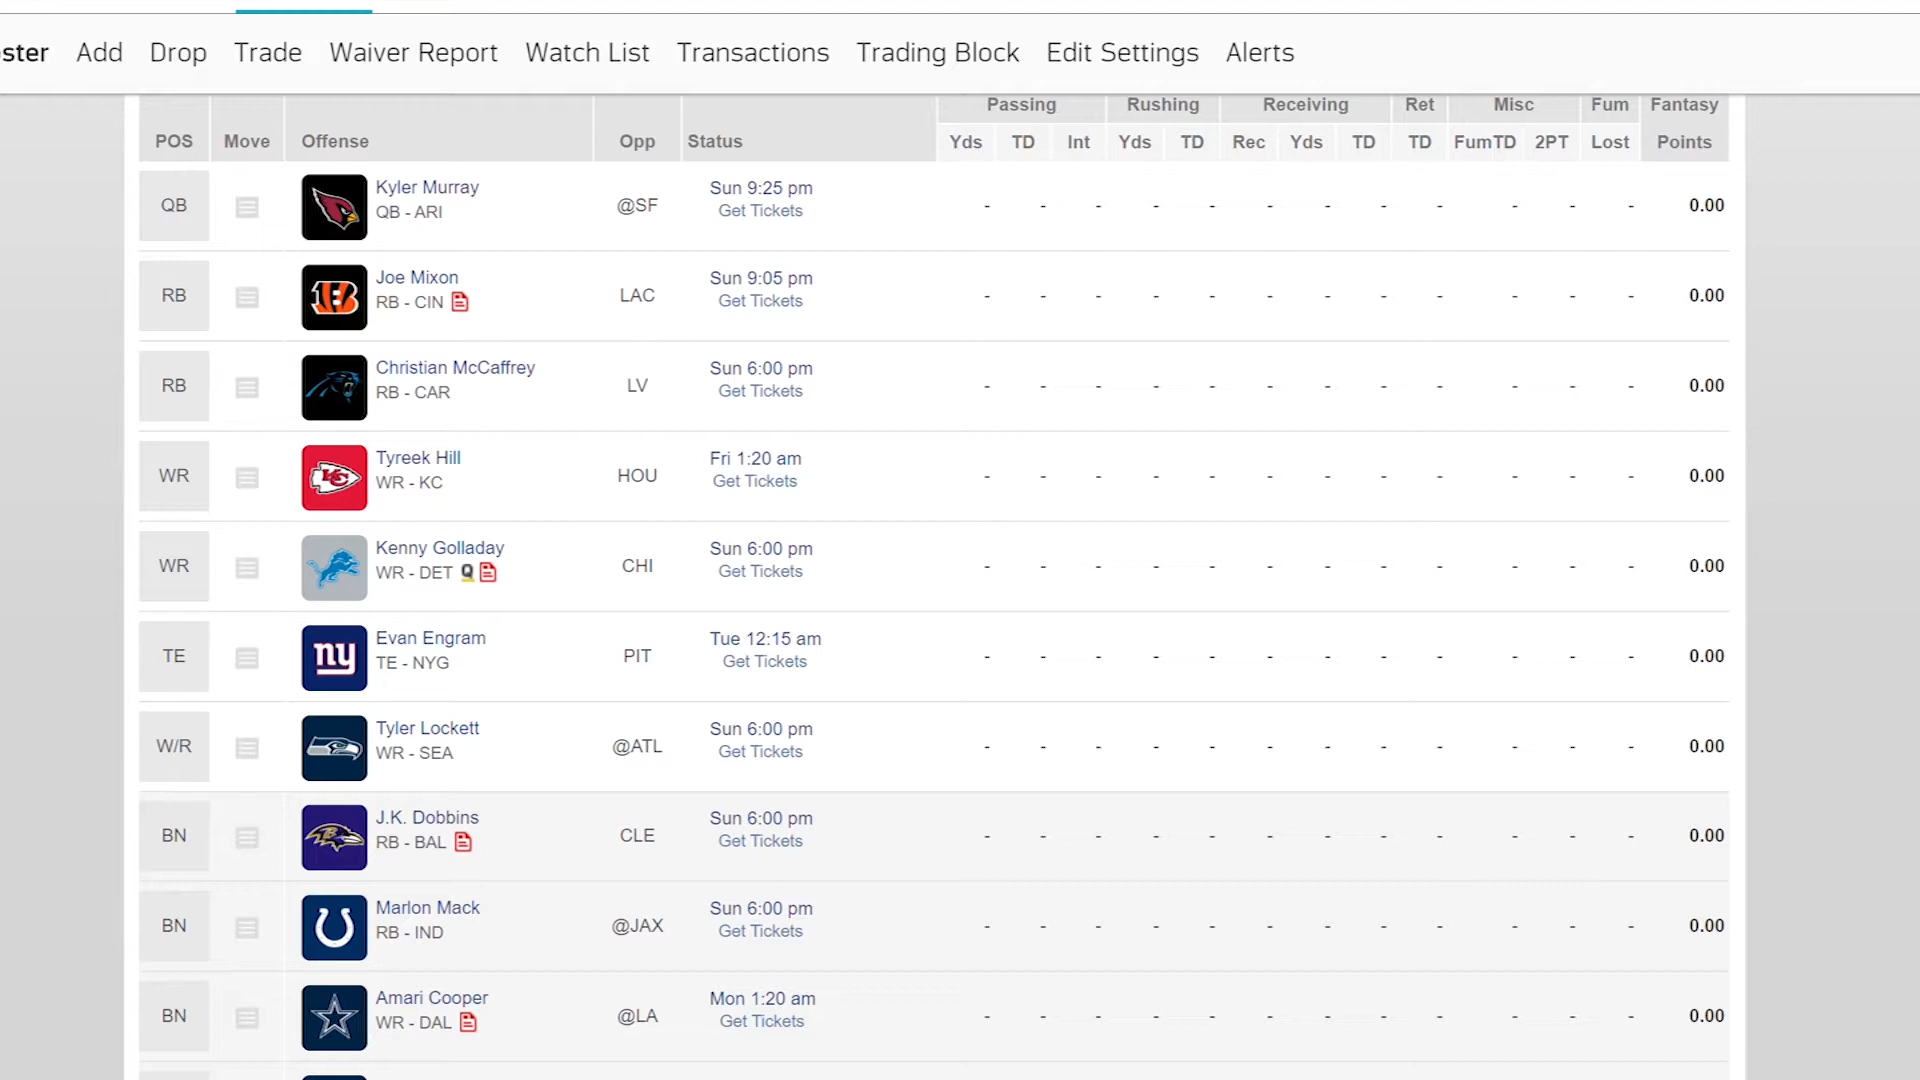 ster Add Drop Trade Waiver Report Watch List Transactions Trading Block Edit Settings Alerts
Passing Rushing Receiving Ret Misc Fum Fantasy
POS Move Offense Opp Status Yds TD Int Yds TD Rec Yds TD TD FumTD 2PT Lost Points
QB Kyler Murray @SF Sun 9:25 pm - - - - - - - - - - - - 0.00
QB - ARI Get Tickets
RB Joe Mixon LAC Sun 9:05 pm - - - - - - - - - - - - 0.00
RB - CIN Get Tickets
RB Christian McCaffrey LV Sun 6:00 pm - - - - - - - - - - - - 0.00
RB - CAR Get Tickets
WR Tyreek Hill HOU Fri 1:20 am - - - - - - - - - - - - 0.00
WR - KC Get Tickets
WR Kenny Golladay CHI Sun 6:00 pm - - - - - - - - - - - - 0.00
WR - DET Q Get Tickets
TE Evan Engram PIT Tue 12:15 am - - - - - - - - - - - - 0.00
ny TE - NYG Get Tickets
W/R Tyler Lockett @ATL Sun 6:00 pm - - - - - - - - - - - - 0.00
WR - SEA Get Tickets
BN J.K. Dobbins CLE Sun 6:00 pm - - - - - - - - - - - - 0.00
RB - BAL Get Tickets
BN Marlon Mack @JAX Sun 6:00 pm - - - - - - - - - - - - 0.00
RB - IND Get Tickets
BN Amari Cooper @LA Mon 1:20 am - - - - - - - - - - - - 0.00
WR - DAL Get Tickets